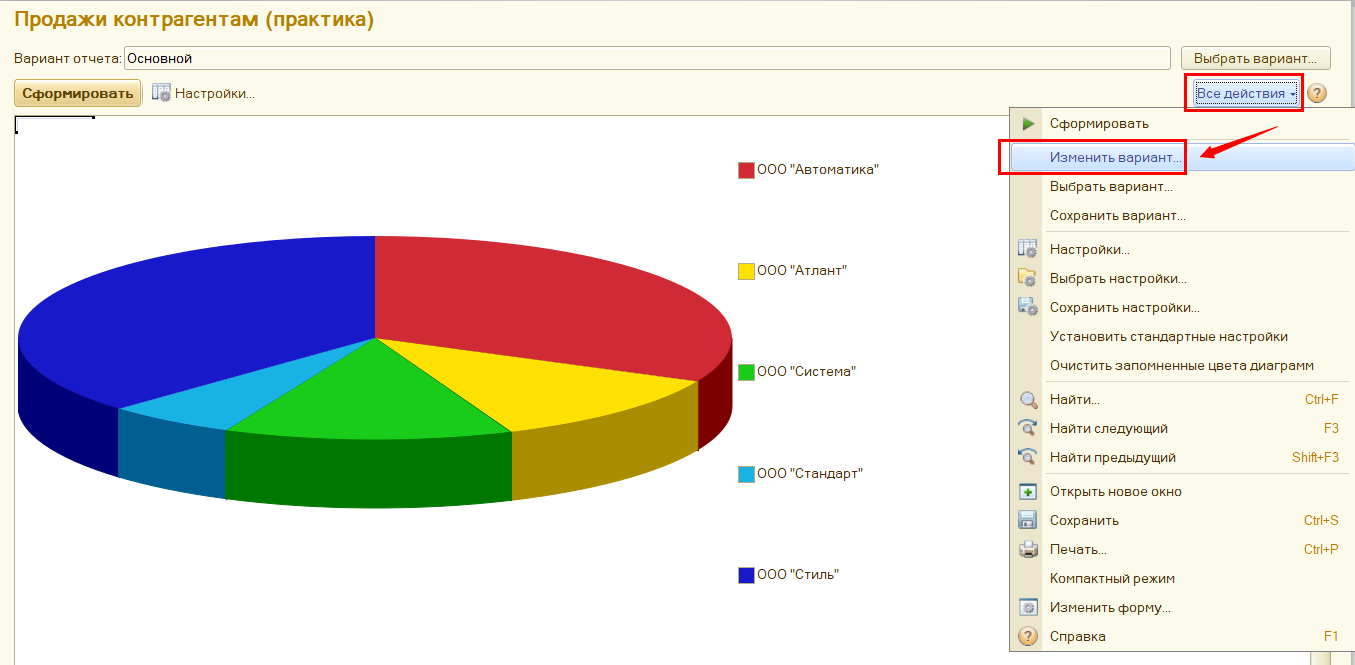 Продажи контрагентам (практика)
Вариант отчета: Основной Выбрать вариант...
Сформировать Настройки... Все действия ?
ООО "Автоматика"
ООО "Атлант"
ООО "Система"
ООО "Стандарт"
ООО "Стиль"
Сформировать
Изменить вариант...
Выбрать вариант...
Сохранить вариант...
Настройки...
Выбрать настройки...
Сохранить настройки...
Установить стандартные настройки
Очистить запомненные цвета диаграмм
Найти... Ctrl+F
Найти следующий F3
Найти предыдущий Shift+F3
Открыть новое окно
Сохранить Ctrl+S
Печать... Ctrl+P
Компактный режим
Изменить форму...
? Справка F1